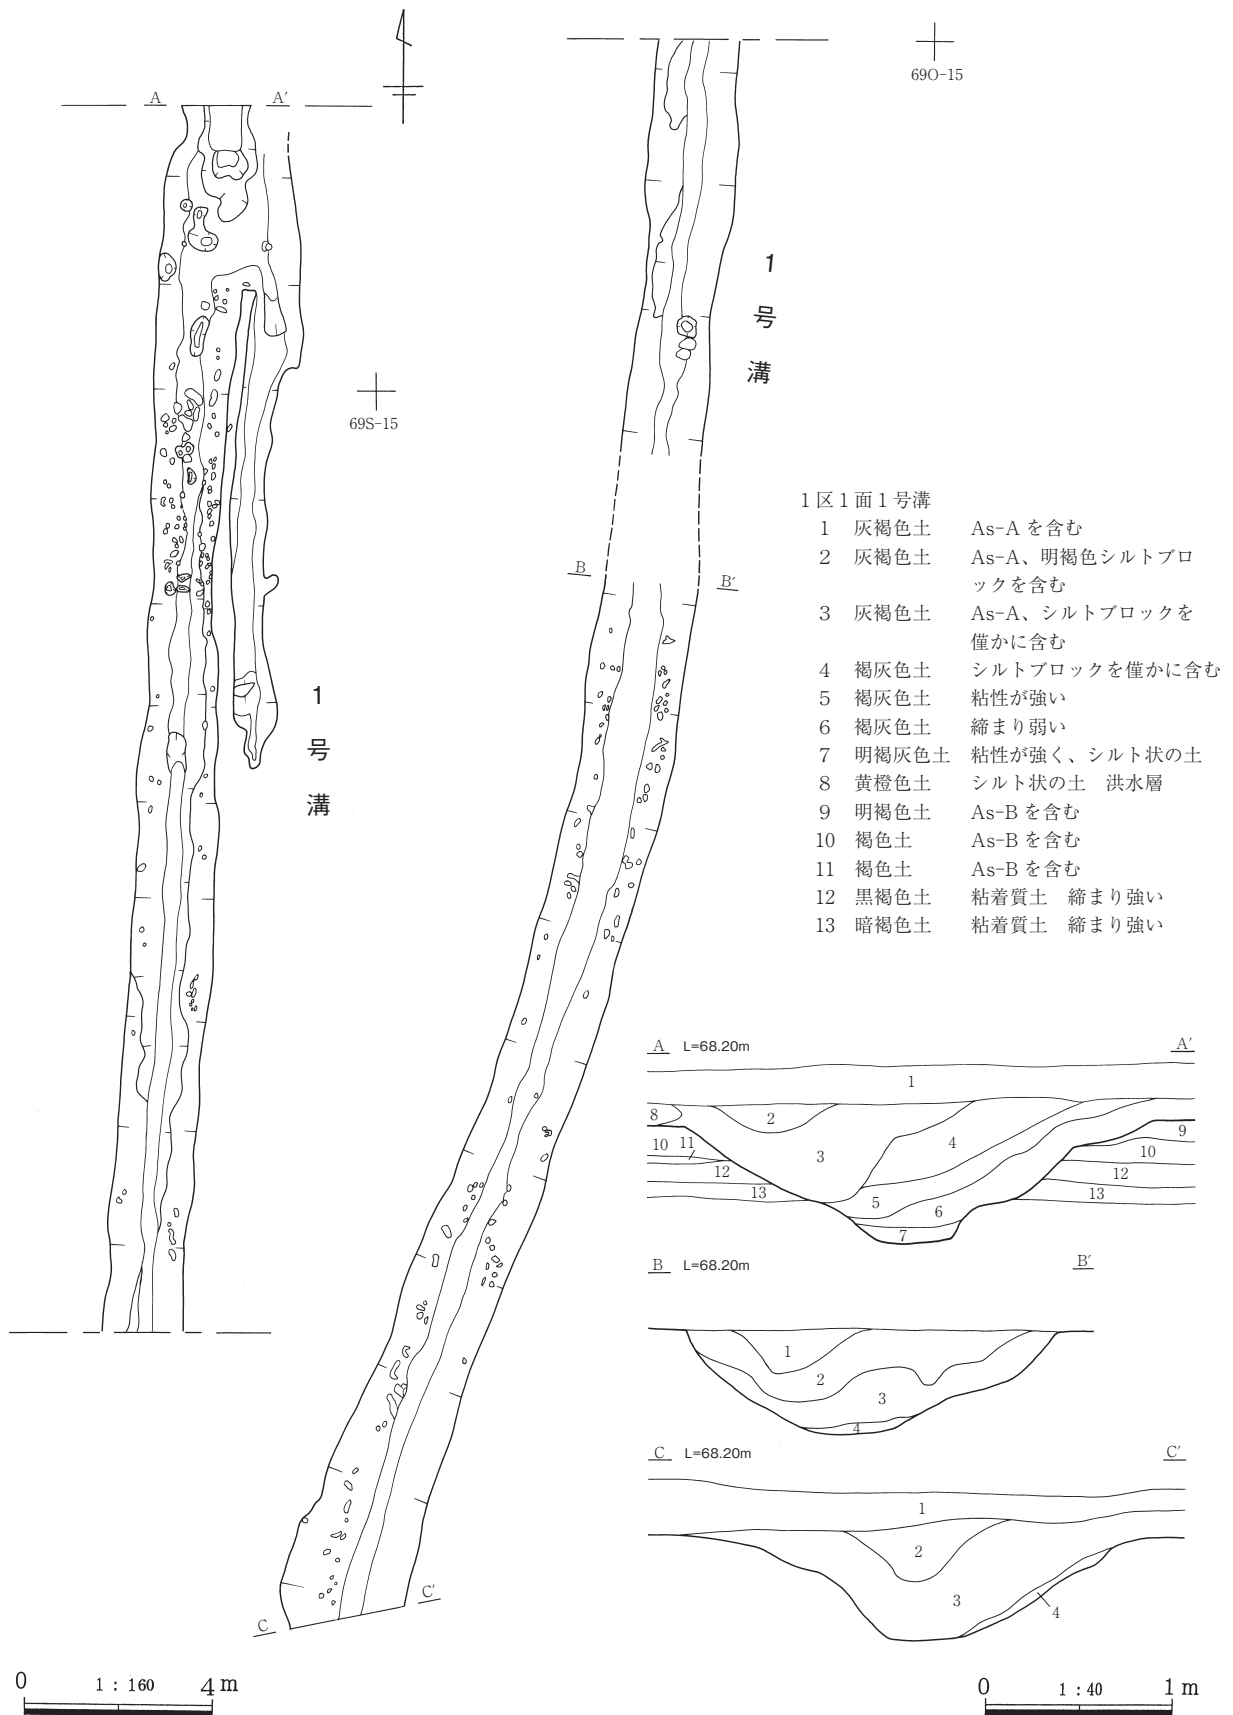 A A′
69O-15
69S-15
1号溝
1号溝
B B′
C C′
1区1面1号溝
1 灰褐色土 As-A を含む
2 灰褐色土 As-A、明褐色シルトブロ
ックを含む
3 灰褐色土 As-A、シルトブロックを
僅かに含む
4 褐灰色土 シルトブロックを僅かに含む
5 褐灰色土 粘性が強い
6 褐灰色土 締まり弱い
7 明褐灰色土 粘性が強く、シルト状の土
8 黄橙色土 シルト状の土 洪水層
9 明褐色土 As-B を含む
10 褐色土 As-B を含む
11 褐色土 As-B を含む
12 黒褐色土 粘着質土 締まり強い
13 暗褐色土 粘着質土 締まり強い
A L=68.20m A′
1
8 2
3 4
9
10 11
10
12
12
13
13
5
6
7
B L=68.20m B′
1
2
3
4
C L=68.20m C′
1
2
3
4
0 1 : 160 4 m
0 1 : 40 1 m